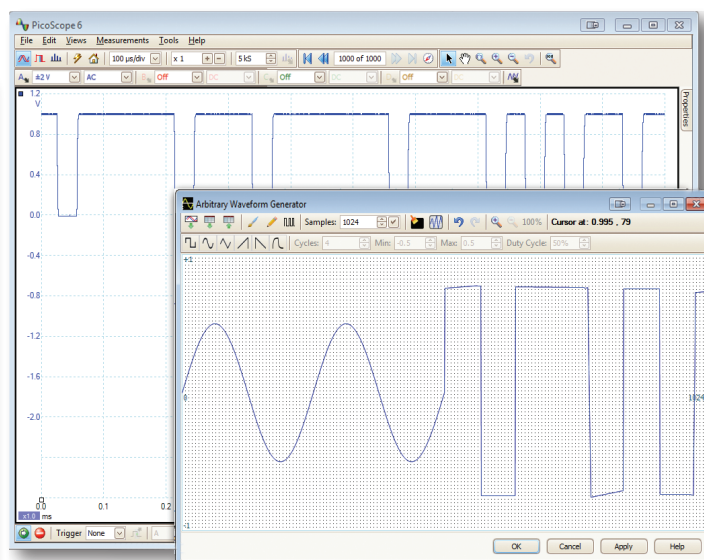 PicoScope 6
File Edit Views Measurements Tools Help
100 µs/div x 1 5 kS 1000 of 1000
A ±2 V AC B Off DC C Off DC D Off DC
1.2
V
0.8
0.4
0.0
-0.4
-0.8
-1.2
-1.6
-2.0
0.0 0.1 0.2
x1.0 ms
Trigger None A
Properties
Arbitrary Waveform Generator
Samples: 1024 100% Cursor at: 0.995 , 79
Cycles: 4 Min: -0.5 Max: 0.5 Duty Cycle: 50%
+1
0 1024
-1
OK Cancel Apply Help